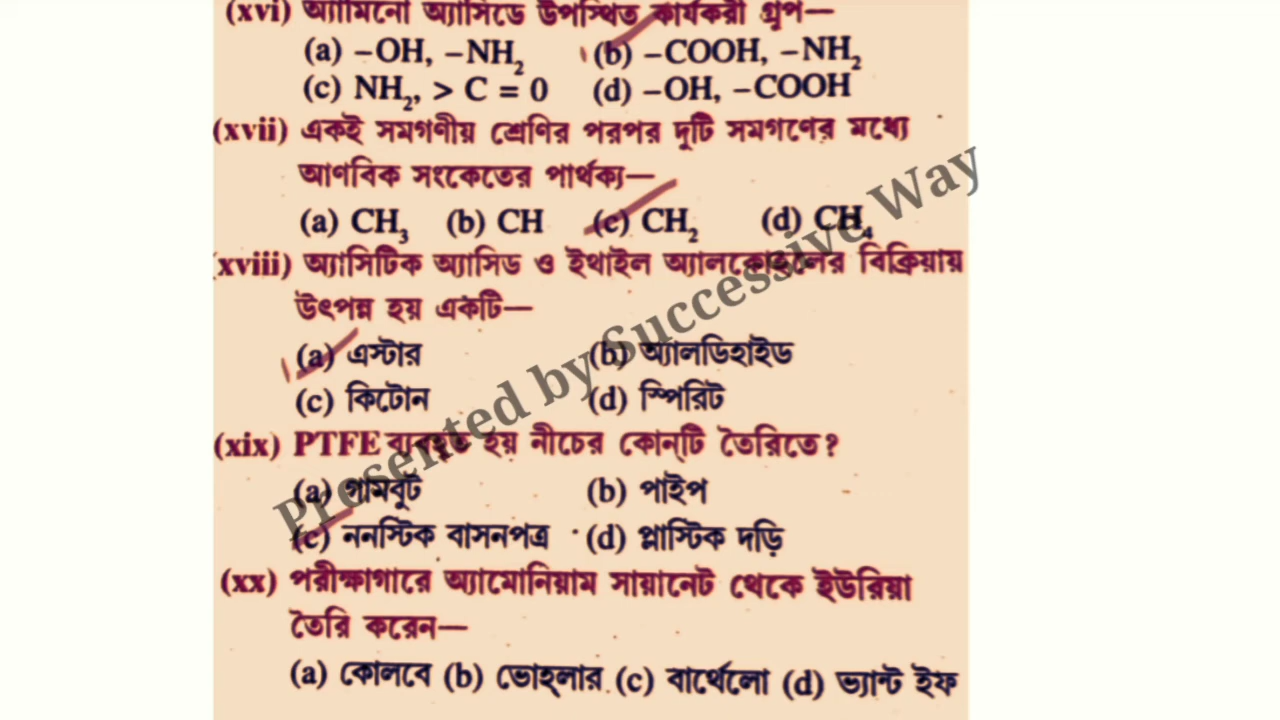 (xvi) অ্যামিনো অ্যাসিডে উপস্থিত কার্যকরী গ্রুপ—
(a) –OH, –NH₂ (b) –COOH, –NH₂
(c) NH₂, > C = 0 (d) –OH, –COOH
(xvii) একই সমগণীয় শ্রেণির পরপর দুটি সমগণের মধ্যে
আণবিক সংকেতের পার্থক্য—
(a) CH₃ (b) CH (c) CH₂ (d) CH₄
(xviii) অ্যাসিটিক অ্যাসিড ও ইথাইল অ্যালকোহলের বিক্রিয়ায়
উৎপন্ন হয় একটি—
(a) এস্টার (b) অ্যালডিহাইড
(c) কিটোন (d) স্পিরিট
(xix) PTFE ব্যবহৃত হয় নীচের কোন্‌টি তৈরিতে?
(a) গামবুট (b) পাইপ
(c) ননস্টিক বাসনপত্র (d) প্লাস্টিক দড়ি
(xx) পরীক্ষাগারে অ্যামোনিয়াম সায়ানেট থেকে ইউরিয়া
তৈরি করেন—
(a) কোলবে (b) ভোহ্‌লার (c) বার্থেলো (d) ভ্যান্ট ইফ
Presented by Successive Way